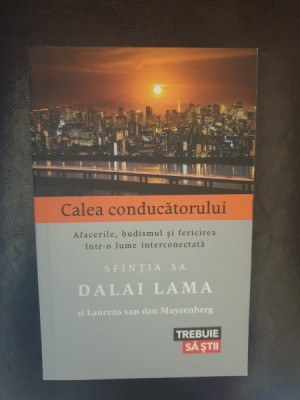 Calea conducătorului
Afacerile, budismul și fericirea
într-o lume interconectată
SFINȚIA SA
DALAI LAMA
și Laurens van den Muyzenberg
TREBUIE
SĂ ȘTII